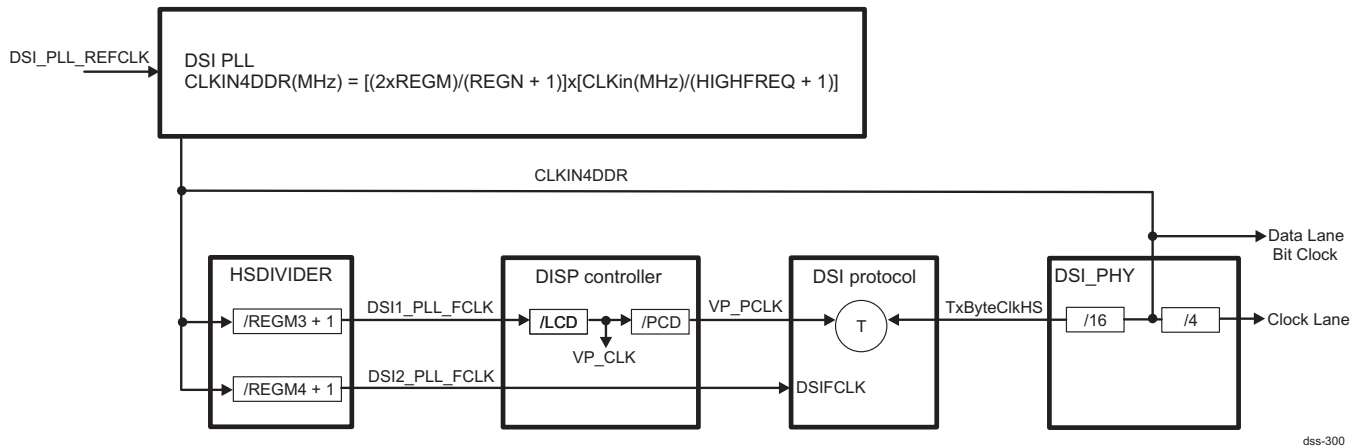 DSI_PLL_REFCLK
DSI PLL
CLKIN4DDR(MHz) = [(2xREGM)/(REGN + 1)]x[CLKin(MHz)/(HIGHFREQ + 1)]
CLKIN4DDR
Data Lane
Bit Clock
HSDIVIDER
DISP controller
DSI protocol
DSI_PHY
/REGM3 + 1
DSI1_PLL_FCLK
/LCD
/PCD
VP_PCLK
T
TxByteClkHS
/16
/4
Clock Lane
VP_CLK
/REGM4 + 1
DSI2_PLL_FCLK
DSIFCLK
dss-300